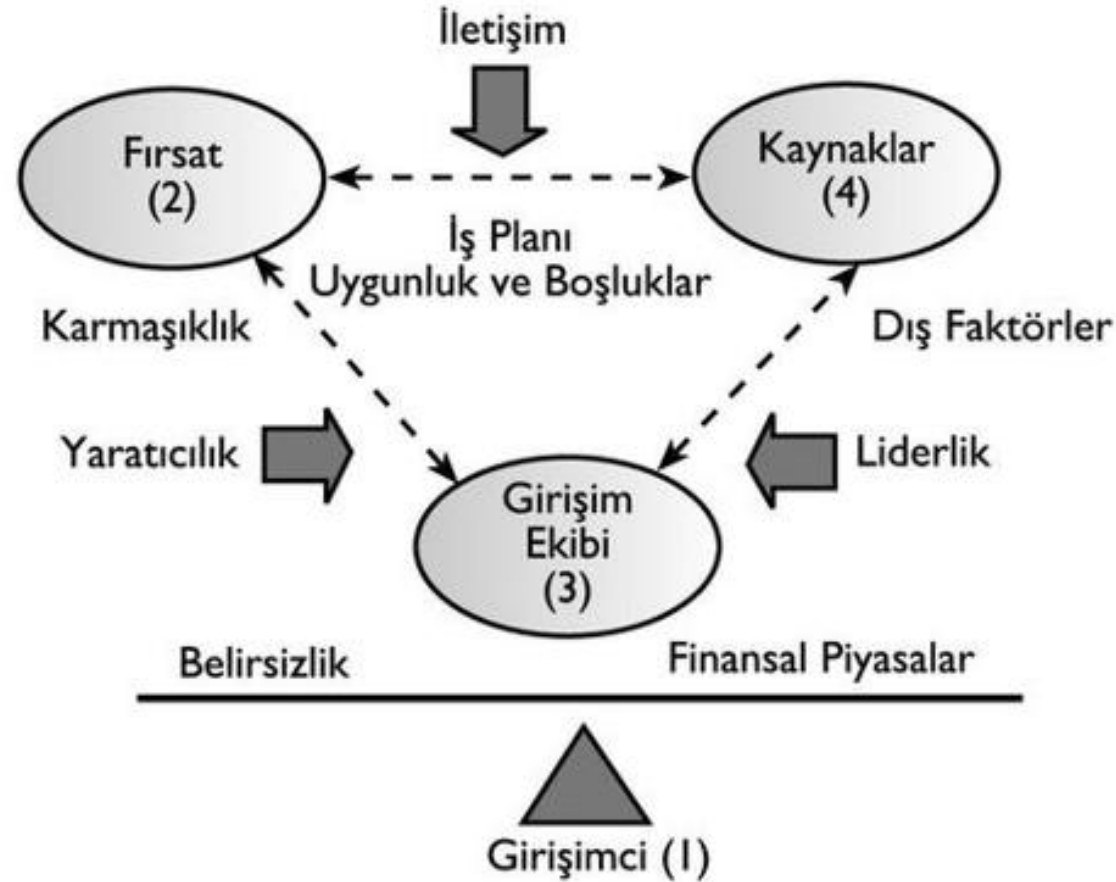 İletişim
Fırsat
(2)
Kaynaklar
(4)
İş Planı
Uygunluk ve Boşluklar
Karmaşıklık
Dış Faktörler
Yaratıcılık
Liderlik
Girişim
Ekibi
(3)
Belirsizlik
Finansal Piyasalar
Girişimci (1)